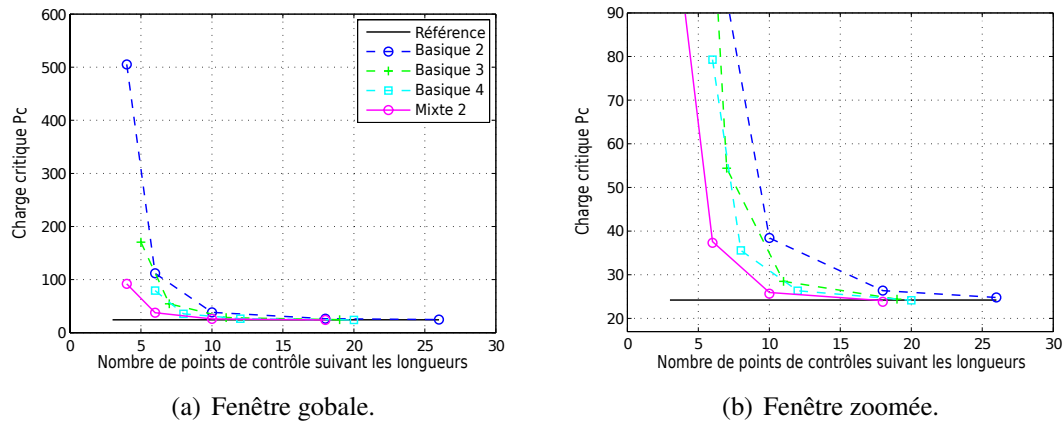 600
500
400
300
200
100
0
0 5 10 15 20 25 30
Charge critique Pc
Nombre de points de contrôle suivant les longueurs
Référence
Basique 2
Basique 3
Basique 4
Mixte 2
(a) Fenêtre gobale.
90
80
70
60
50
40
30
20
0 5 10 15 20 25 30
Charge critique Pc
Nombre de points de contrôles suivant les longueurs
(b) Fenêtre zoomée.